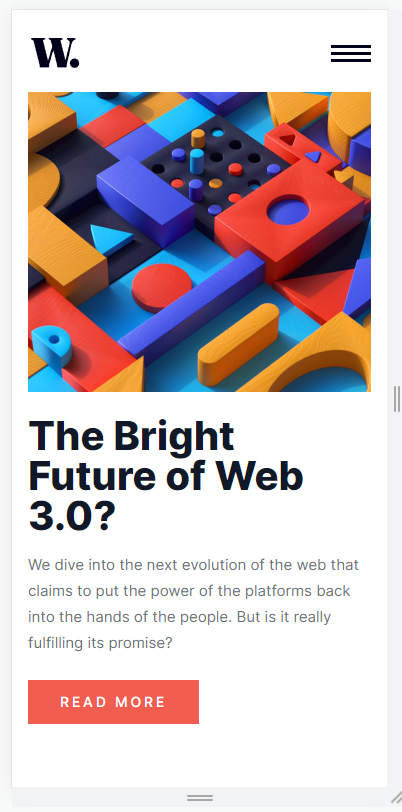 W.
The Bright
Future of Web
3.0?
We dive into the next evolution of the web that
claims to put the power of the platforms back
into the hands of the people. But is it really
fulfilling its promise?
READ MORE